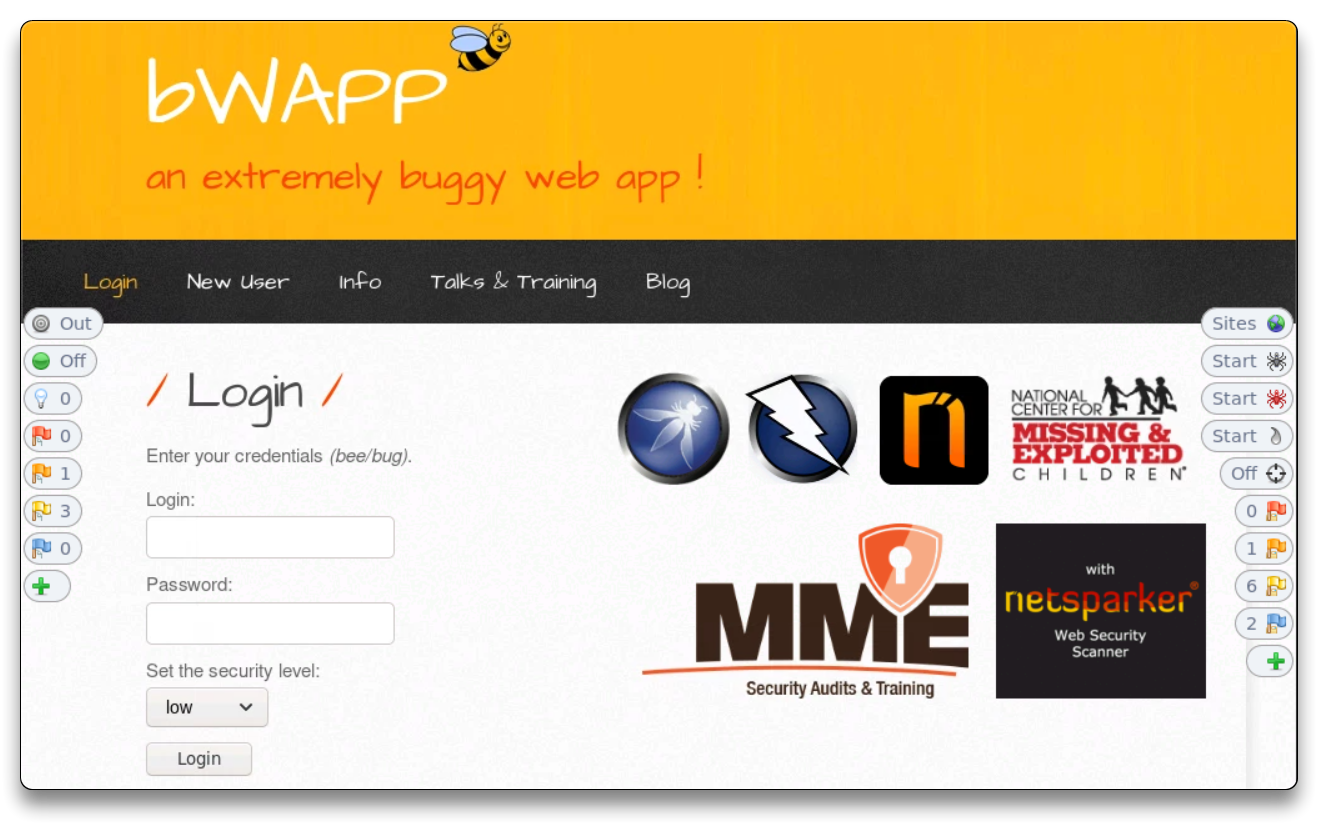 bWAPP
an extremely buggy web app !
Login
New User
Info
Talks & Training
Blog
Out
Off
0
0
1
3
0
Sites
Start
Start
Start
Off
0
1
6
2
/ Login /
Enter your credentials (bee/bug).
Login:
Password:
Set the security level:
low
Login
NATIONAL
CENTER FOR
MISSING &
EXPLOITED
CHILDREN®
MME
Security Audits & Training
with
netsparker®
Web Security
Scanner